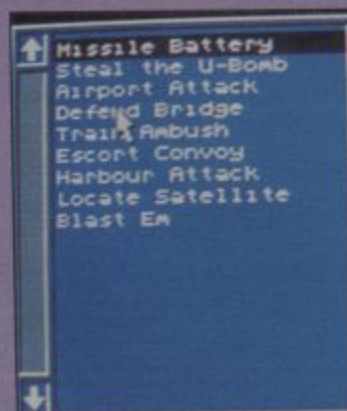 Missile Battery
Steal the U-Bomb
Airport Attack
Defend Bridge
Train Ambush
Escort Convoy
Harbour Attack
Locate Satellite
Blast Em